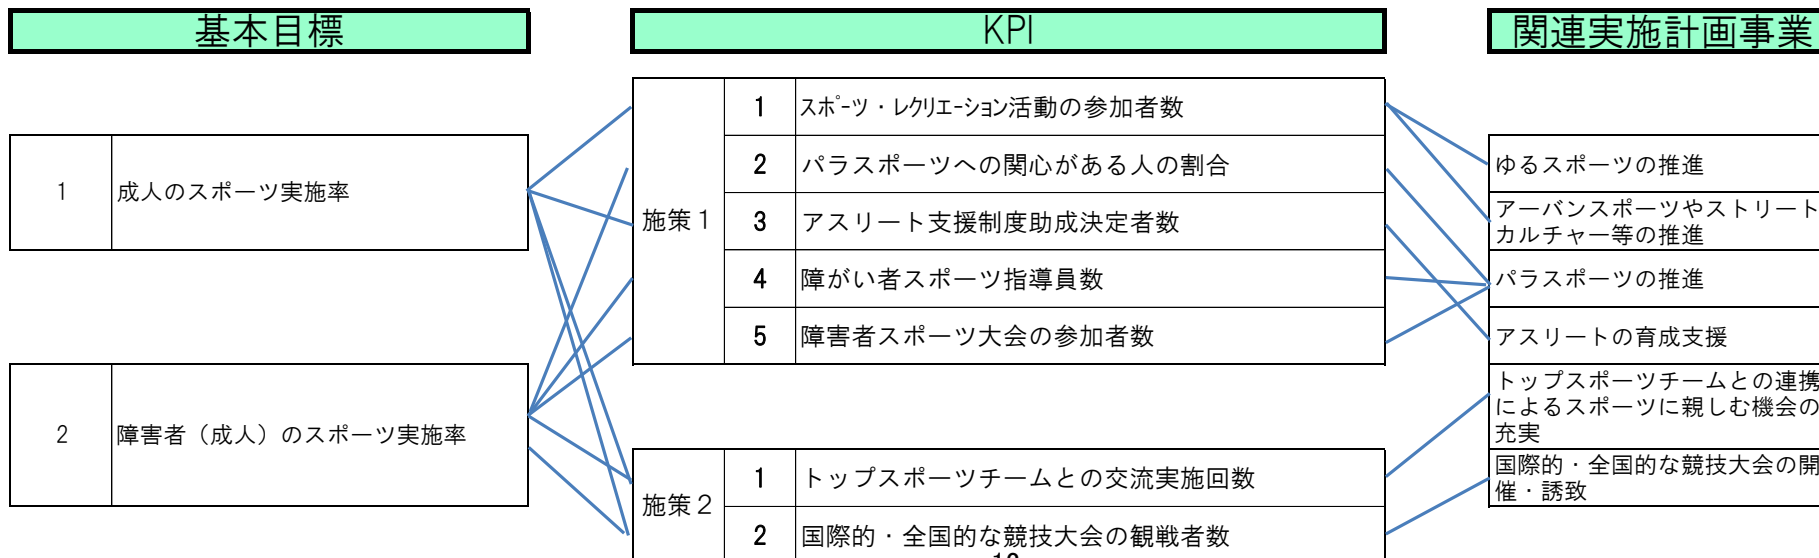 基本目標
KPI
関連実施計画事業
1
成人のスポーツ実施率
2
障害者（成人）のスポーツ実施率
施策１
1
ｽﾎﾟｰﾂ・ﾚｸﾘｴｰｼｮﾝ活動の参加者数
2
パラスポーツへの関心がある人の割合
3
アスリート支援制度助成決定者数
4
障がい者スポーツ指導員数
5
障害者スポーツ大会の参加者数
施策２
1
トップスポーツチームとの交流実施回数
2
国際的・全国的な競技大会の観戦者数
ゆるスポーツの推進
アーバンスポーツやストリート
カルチャー等の推進
パラスポーツの推進
アスリートの育成支援
トップスポーツチームとの連携
によるスポーツに親しむ機会の
充実
国際的・全国的な競技大会の開
催・誘致